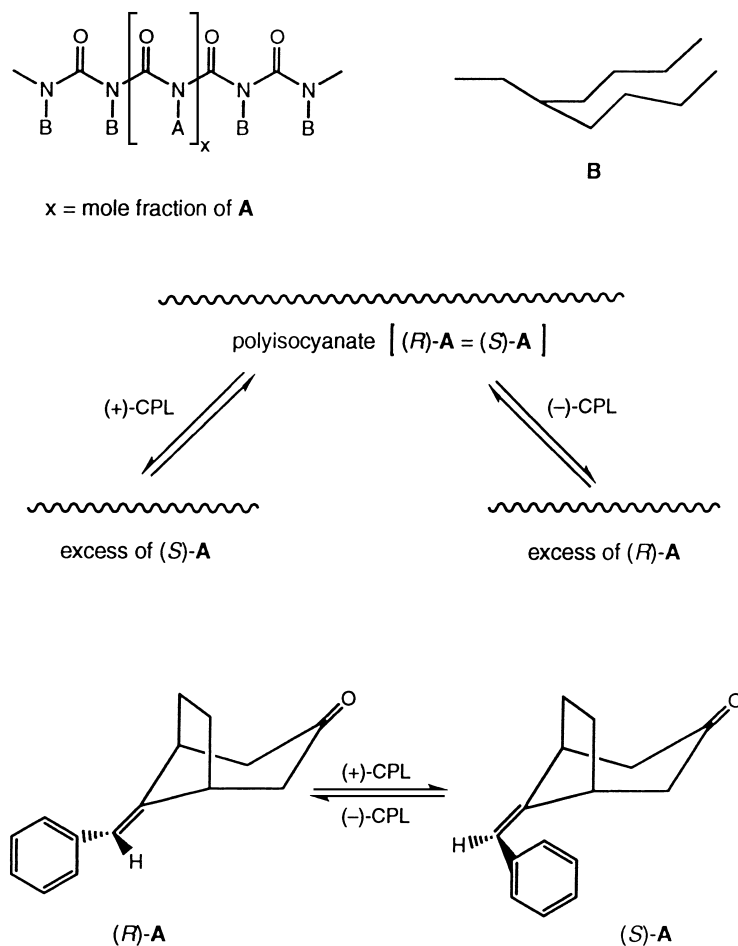 O O O O O
N N N N N
B B A B B
x
B
x = mole fraction of A
polyisocyanate [(R)-A = (S)-A]
(+)-CPL (–)-CPL
excess of (S)-A excess of (R)-A
O O
(+)-CPL
(–)-CPL
H H
(R)-A (S)-A